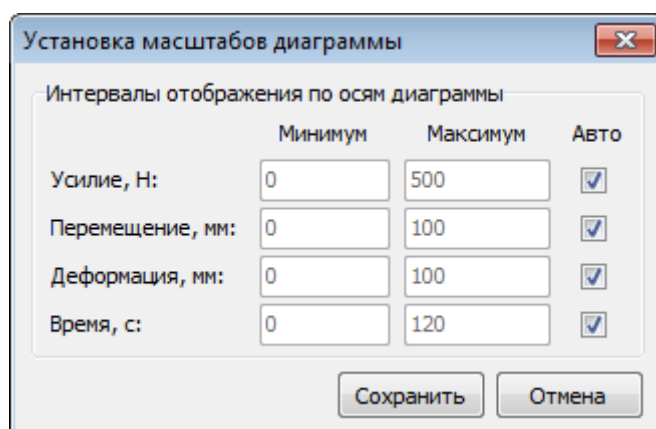 Установка масштабов диаграммы
Интервалы отображения по осям диаграммы
Минимум Максимум Авто
Усилие, Н: 0 500
Перемещение, мм: 0 100
Деформация, мм: 0 100
Время, с: 0 120
Сохранить Отмена